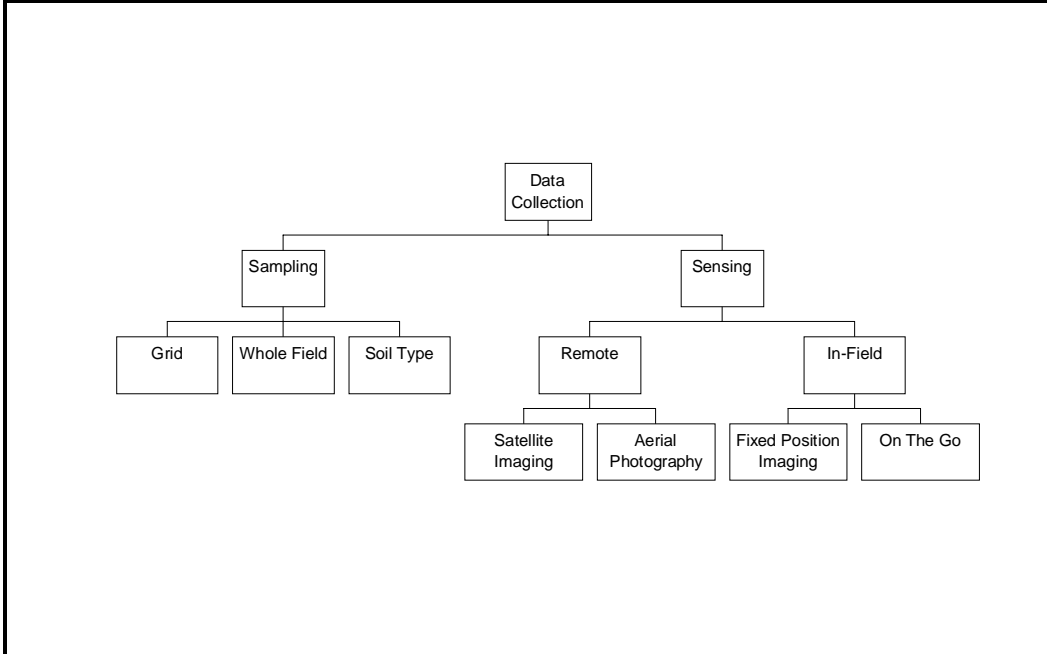 Data
Collection
Sampling
Sensing
Grid
Whole Field
Soil Type
Remote
In-Field
Satellite
Imaging
Aerial
Photography
Fixed Position
Imaging
On The Go